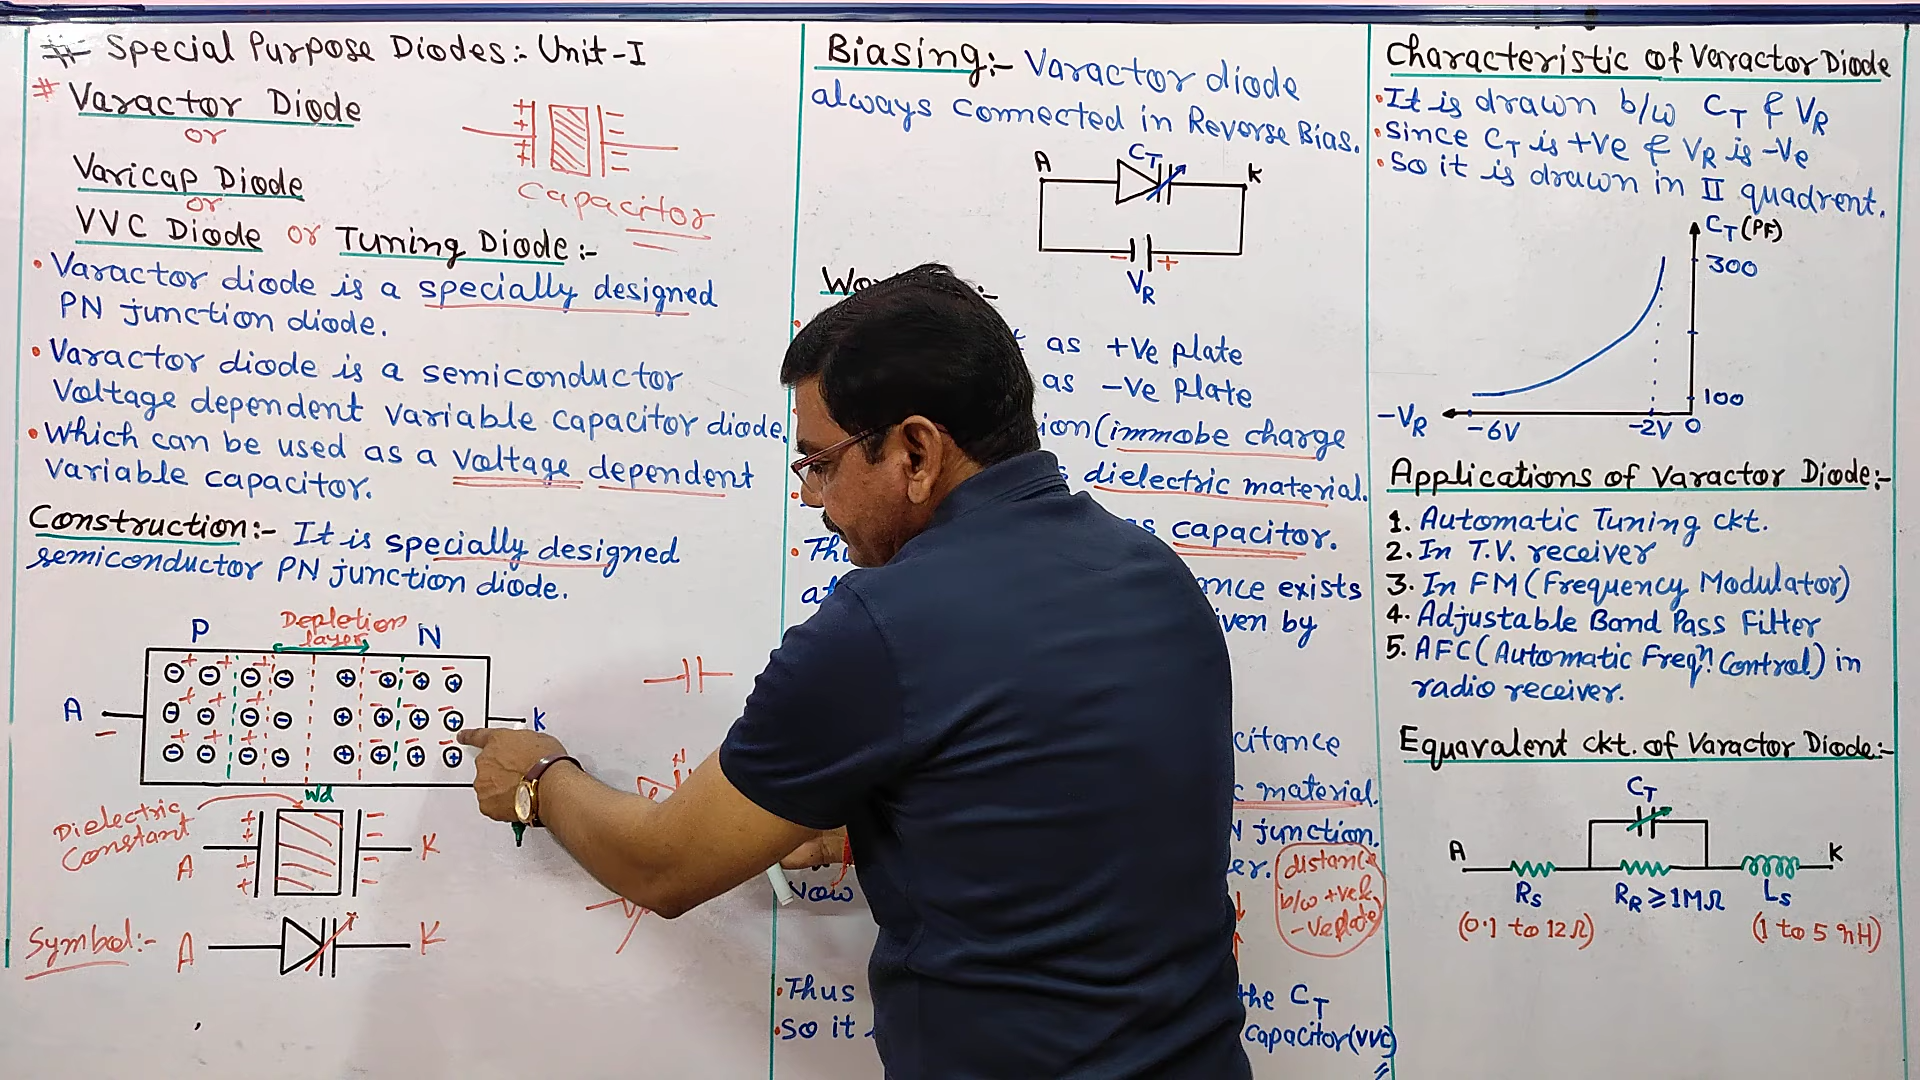 # Special Purpose Diodes:- Unit-I
# Varactor Diode
or
Varicap Diode
or
VVC Diode or Tuning Diode:-
Capacitor
• Varactor diode is a specially designed
PN junction diode.
• Varactor diode is a semiconductor
Voltage dependent variable capacitor diode.
• Which can be used as a voltage dependent
variable capacitor.
Construction:- It is specially designed
semiconductor PN junction diode.
P Depletion layer N
A K
Wd
Dielectric
Constant
A K
Symbol:- A K
Biasing:- Varactor diode
always connected in Reverse Bias.
A CT K
- +
VR
as +Ve plate
as -Ve Plate
(immobe charge
dielectric material.
as capacitor.
exists
by
material.
junction.
distance
b/w +ve &
-Ve plate
• Thus the CT
• So it capacitor (VVC)
Characteristic of Varactor Diode
• It is drawn b/w CT & VR
• Since CT is +Ve & VR is -Ve
• So it is drawn in II quadrent.
CT (PF)
300
100
-VR -6V -2V 0
Applications of Varactor Diode:-
1. Automatic Tuning ckt.
2. In T.V. receiver
3. In FM (Frequency Modulator)
4. Adjustable Band Pass Filter
5. AFC (Automatic Freqn. Control) in
radio receiver.
Equavalent ckt. of Varactor Diode:-
CT
A K
RS RR ≥ 1MΩ LS
(0.1 to 12Ω) (1 to 5 nH)